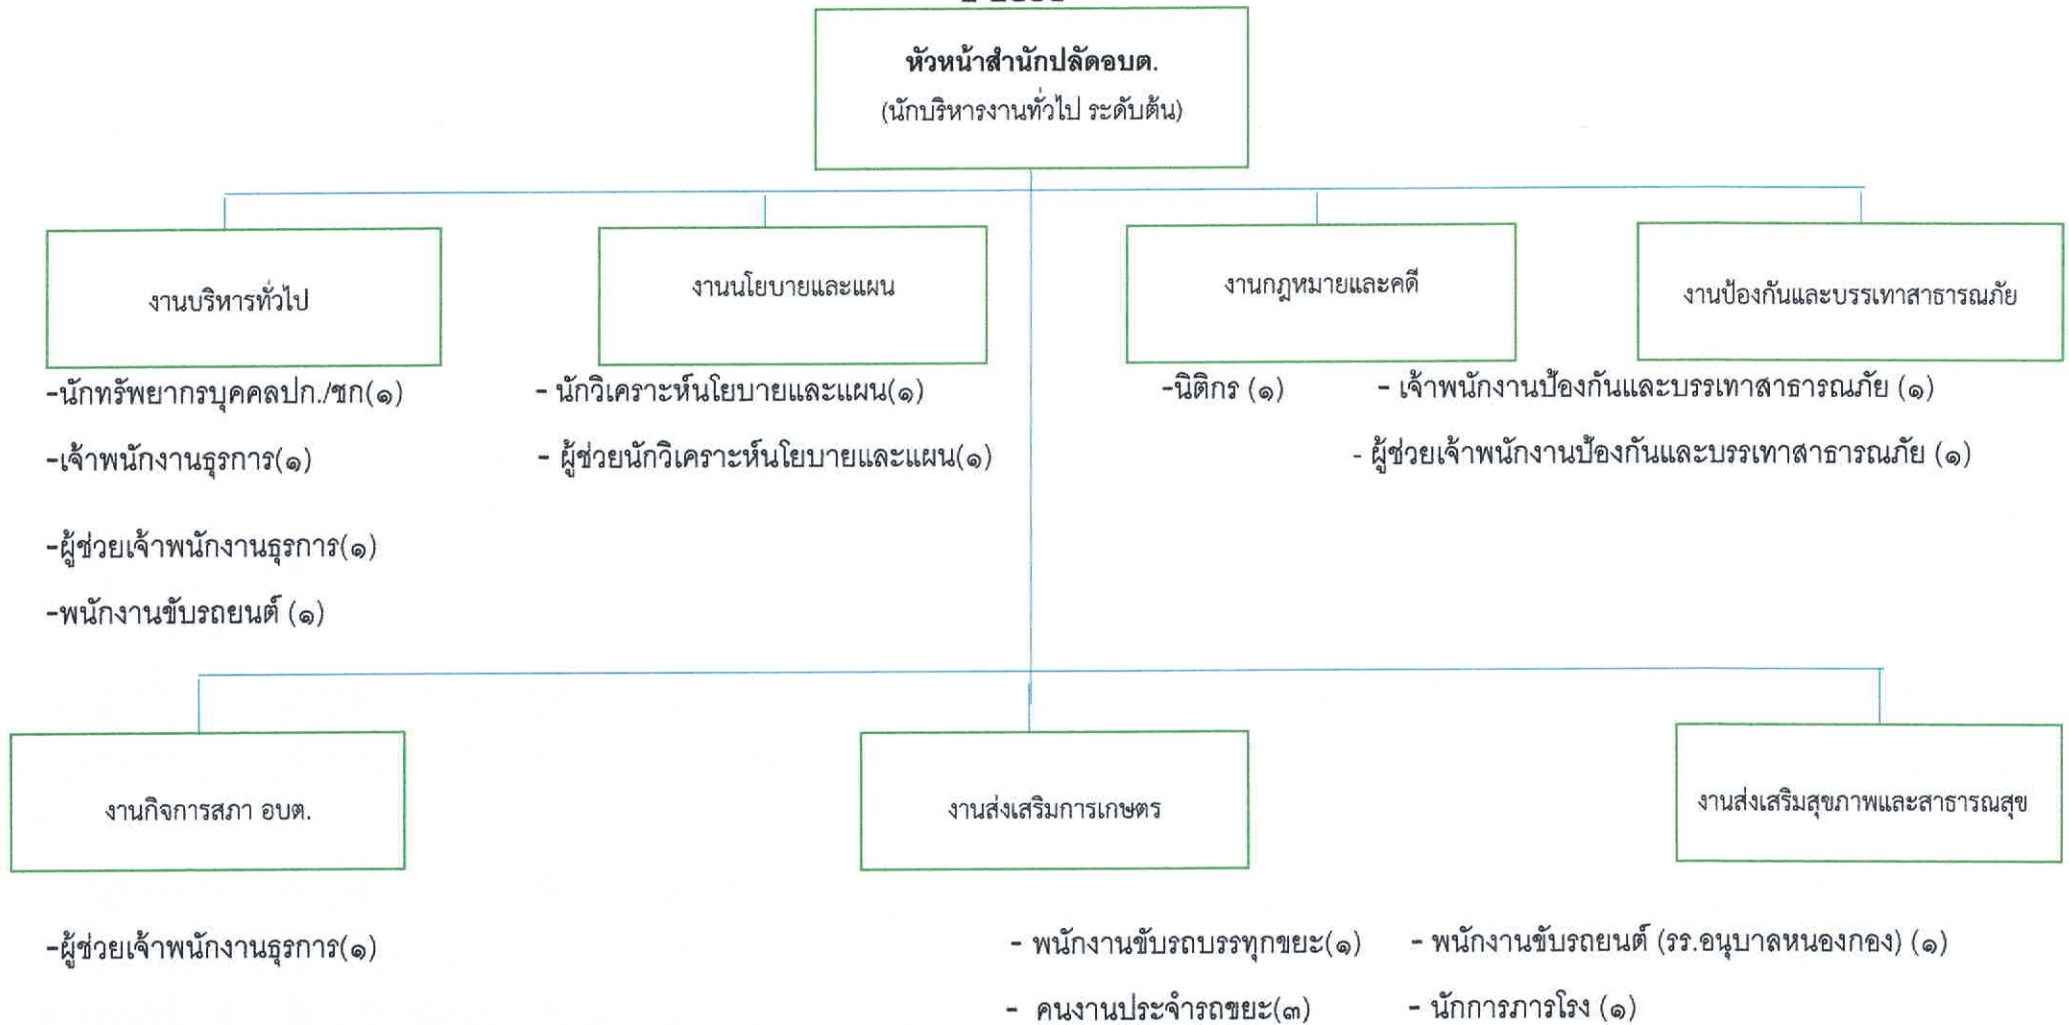 หัวหน้าสำนักปลัดอบต.
(นักบริหารงานทั่วไป ระดับต้น)
งานบริหารทั่วไป
งานนโยบายและแผน
งานกฎหมายและคดี
งานป้องกันและบรรเทาสาธารณภัย
-นักทรัพยากรบุคคลปก./ชก(๑)
-เจ้าพนักงานธุรการ(๑)
-ผู้ช่วยเจ้าพนักงานธุรการ(๑)
-พนักงานขับรถยนต์ (๑)
- นักวิเคราะห์นโยบายและแผน(๑)
- ผู้ช่วยนักวิเคราะห์นโยบายและแผน(๑)
-นิติกร (๑)
- เจ้าพนักงานป้องกันและบรรเทาสาธารณภัย (๑)
- ผู้ช่วยเจ้าพนักงานป้องกันและบรรเทาสาธารณภัย (๑)
งานกิจการสภา อบต.
งานส่งเสริมการเกษตร
งานส่งเสริมสุขภาพและสาธารณสุข
-ผู้ช่วยเจ้าพนักงานธุรการ(๑)
- พนักงานขับรถบรรทุกขยะ(๑)
- คนงานประจำรถขยะ(๓)
- พนักงานขับรถยนต์ (รร.อนุบาลหนองกอง) (๑)
- นักการภารโรง (๑)